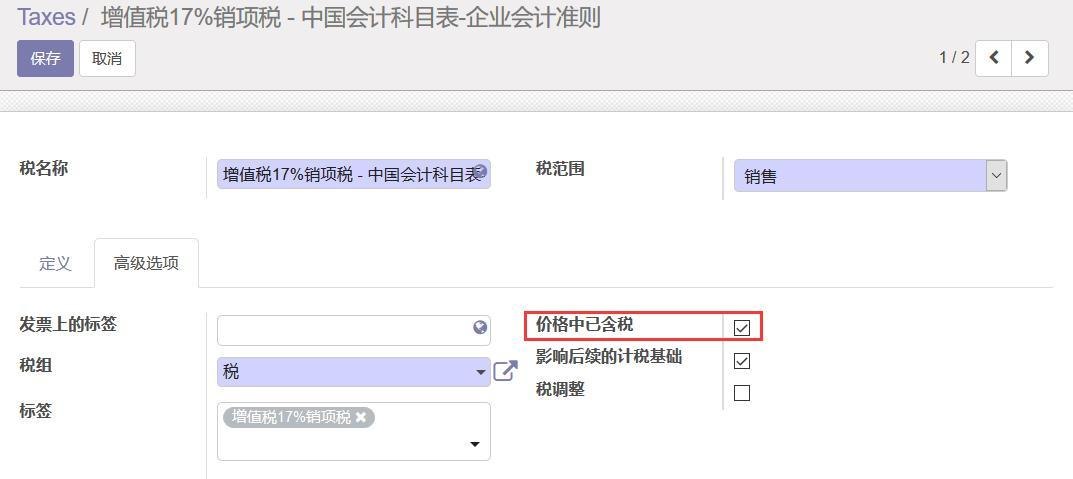 Taxes / 增值税17%销项税 - 中国会计科目表-企业会计准则
保存 取消 1 / 2
税名称 增值税17%销项税 - 中国会计科目表 税范围 销售
定义 高级选项
发票上的标签 价格中已含税
影响后续的计税基础
税组 税
税调整
标签 增值税17%销项税